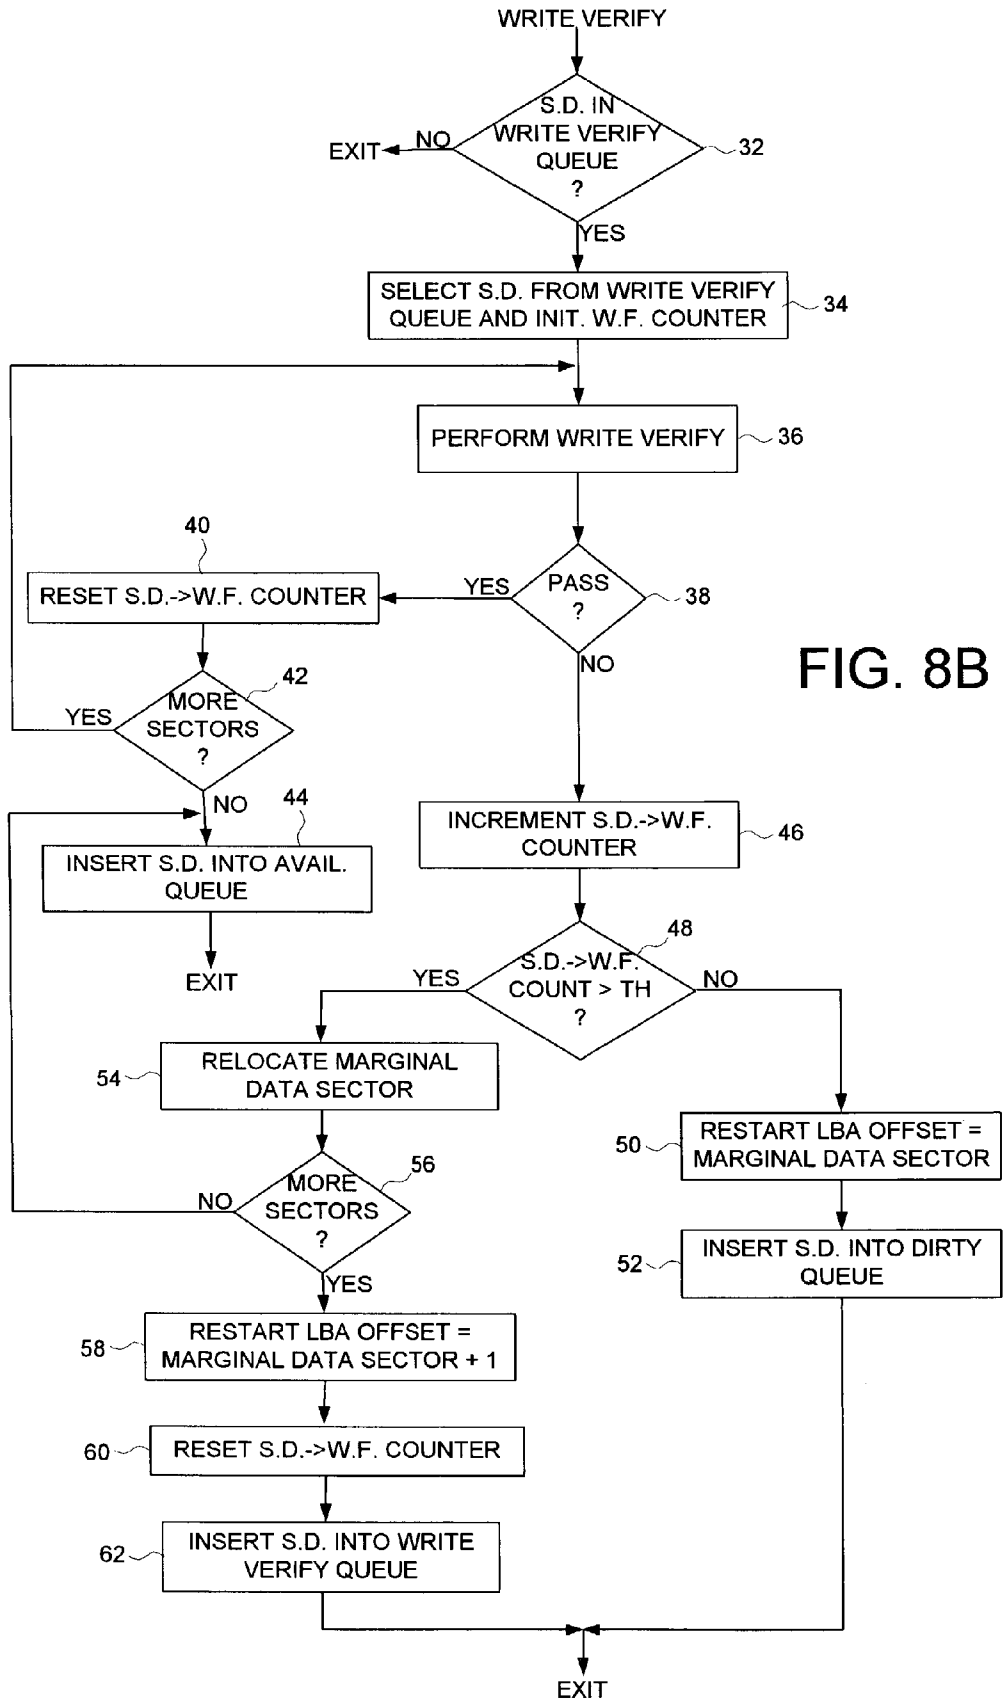 WRITE VERIFY
S.D. IN
WRITE VERIFY
QUEUE
?
32
EXIT
NO
YES
SELECT S.D. FROM WRITE VERIFY
QUEUE AND INIT. W.F. COUNTER
34
PERFORM WRITE VERIFY
36
40
RESET S.D.->W.F. COUNTER
YES
PASS
?
38
NO
FIG. 8B
42
YES
MORE
SECTORS
?
NO
44
INSERT S.D. INTO AVAIL.
QUEUE
EXIT
INCREMENT S.D.->W.F.
COUNTER
46
48
YES
S.D.->W.F.
COUNT > TH
?
NO
54
RELOCATE MARGINAL
DATA SECTOR
50
RESTART LBA OFFSET =
MARGINAL DATA SECTOR
56
NO
MORE
SECTORS
?
YES
52
INSERT S.D. INTO DIRTY
QUEUE
58
RESTART LBA OFFSET =
MARGINAL DATA SECTOR + 1
60
RESET S.D.->W.F. COUNTER
62
INSERT S.D. INTO WRITE
VERIFY QUEUE
EXIT